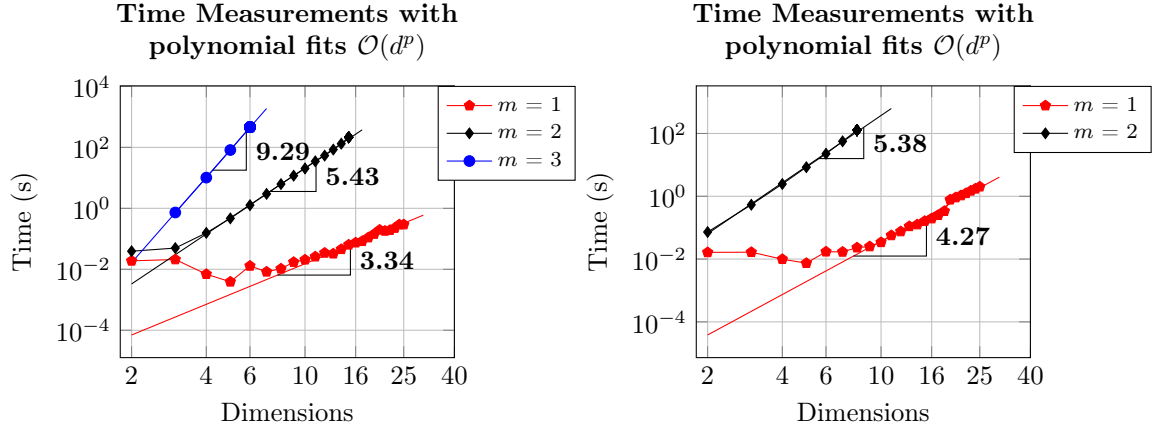 Time Measurements with
polynomial fits 𝒪(d^p)
Time (s)
10^4
10^2
10^0
10^−2
10^−4
2
4
6
10
16
25
40
Dimensions
9.29
5.43
3.34
m = 1
m = 2
m = 3
Time Measurements with
polynomial fits 𝒪(d^p)
Time (s)
10^2
10^0
10^−2
10^−4
2
4
6
10
16
25
40
Dimensions
5.38
4.27
m = 1
m = 2